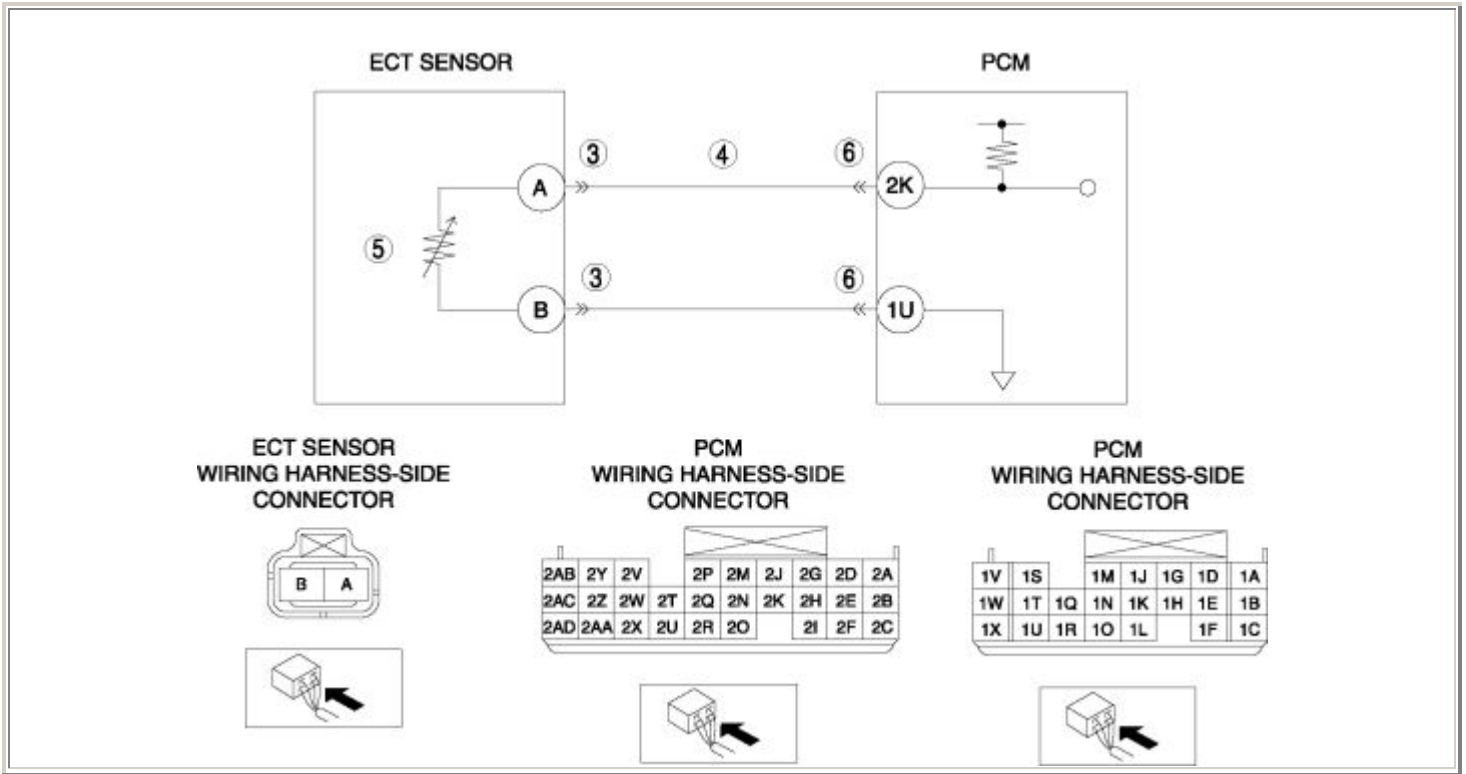 ECT SENSOR PCM
3 4 6
A 2K
5
3 6
B 1U
ECT SENSOR
WIRING HARNESS-SIDE
CONNECTOR
B A
PCM
WIRING HARNESS-SIDE
CONNECTOR
2AB 2Y 2V 2P 2M 2J 2G 2D 2A
2AC 2Z 2W 2T 2Q 2N 2K 2H 2E 2B
2AD 2AA 2X 2U 2R 2O 2I 2F 2C
PCM
WIRING HARNESS-SIDE
CONNECTOR
1V 1S 1M 1J 1G 1D 1A
1W 1T 1Q 1N 1K 1H 1E 1B
1X 1U 1R 1O 1L 1F 1C